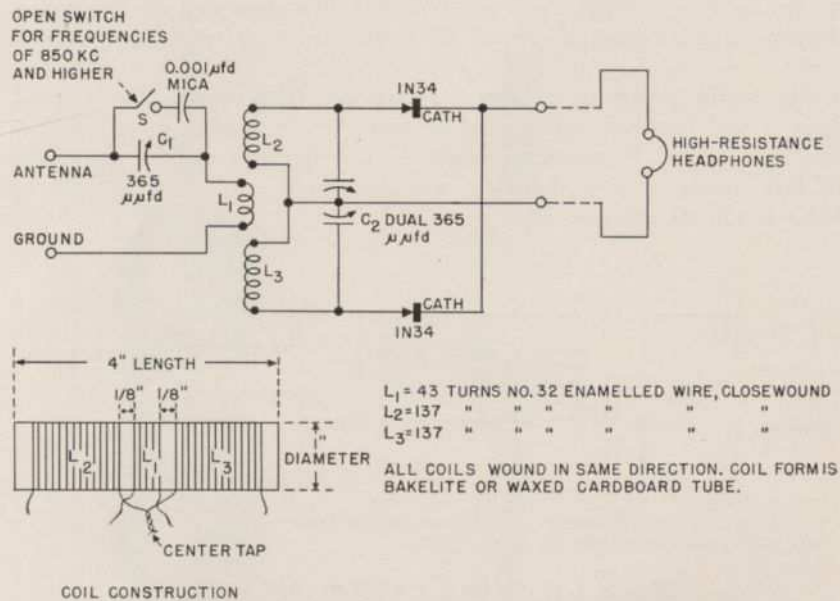 OPEN SWITCH
FOR FREQUENCIES
OF 850 KC
AND HIGHER
0.001 µfd
MICA
S
C1
ANTENNA
365
µµfd
L1
GROUND
L2
L3
1N34
CATH
C2 DUAL 365
µµfd
CATH
1N34
HIGH-RESISTANCE
HEADPHONES
4" LENGTH
1/8" 1/8"
L2 L1 L3
"
DIAMETER
CENTER TAP
COIL CONSTRUCTION
L1 = 43 TURNS NO. 32 ENAMELLED WIRE, CLOSEWOUND
L2 = 137 " " " " " "
L3 = 137 " " " " " "
ALL COILS WOUND IN SAME DIRECTION. COIL FORM IS
BAKELITE OR WAXED CARDBOARD TUBE.